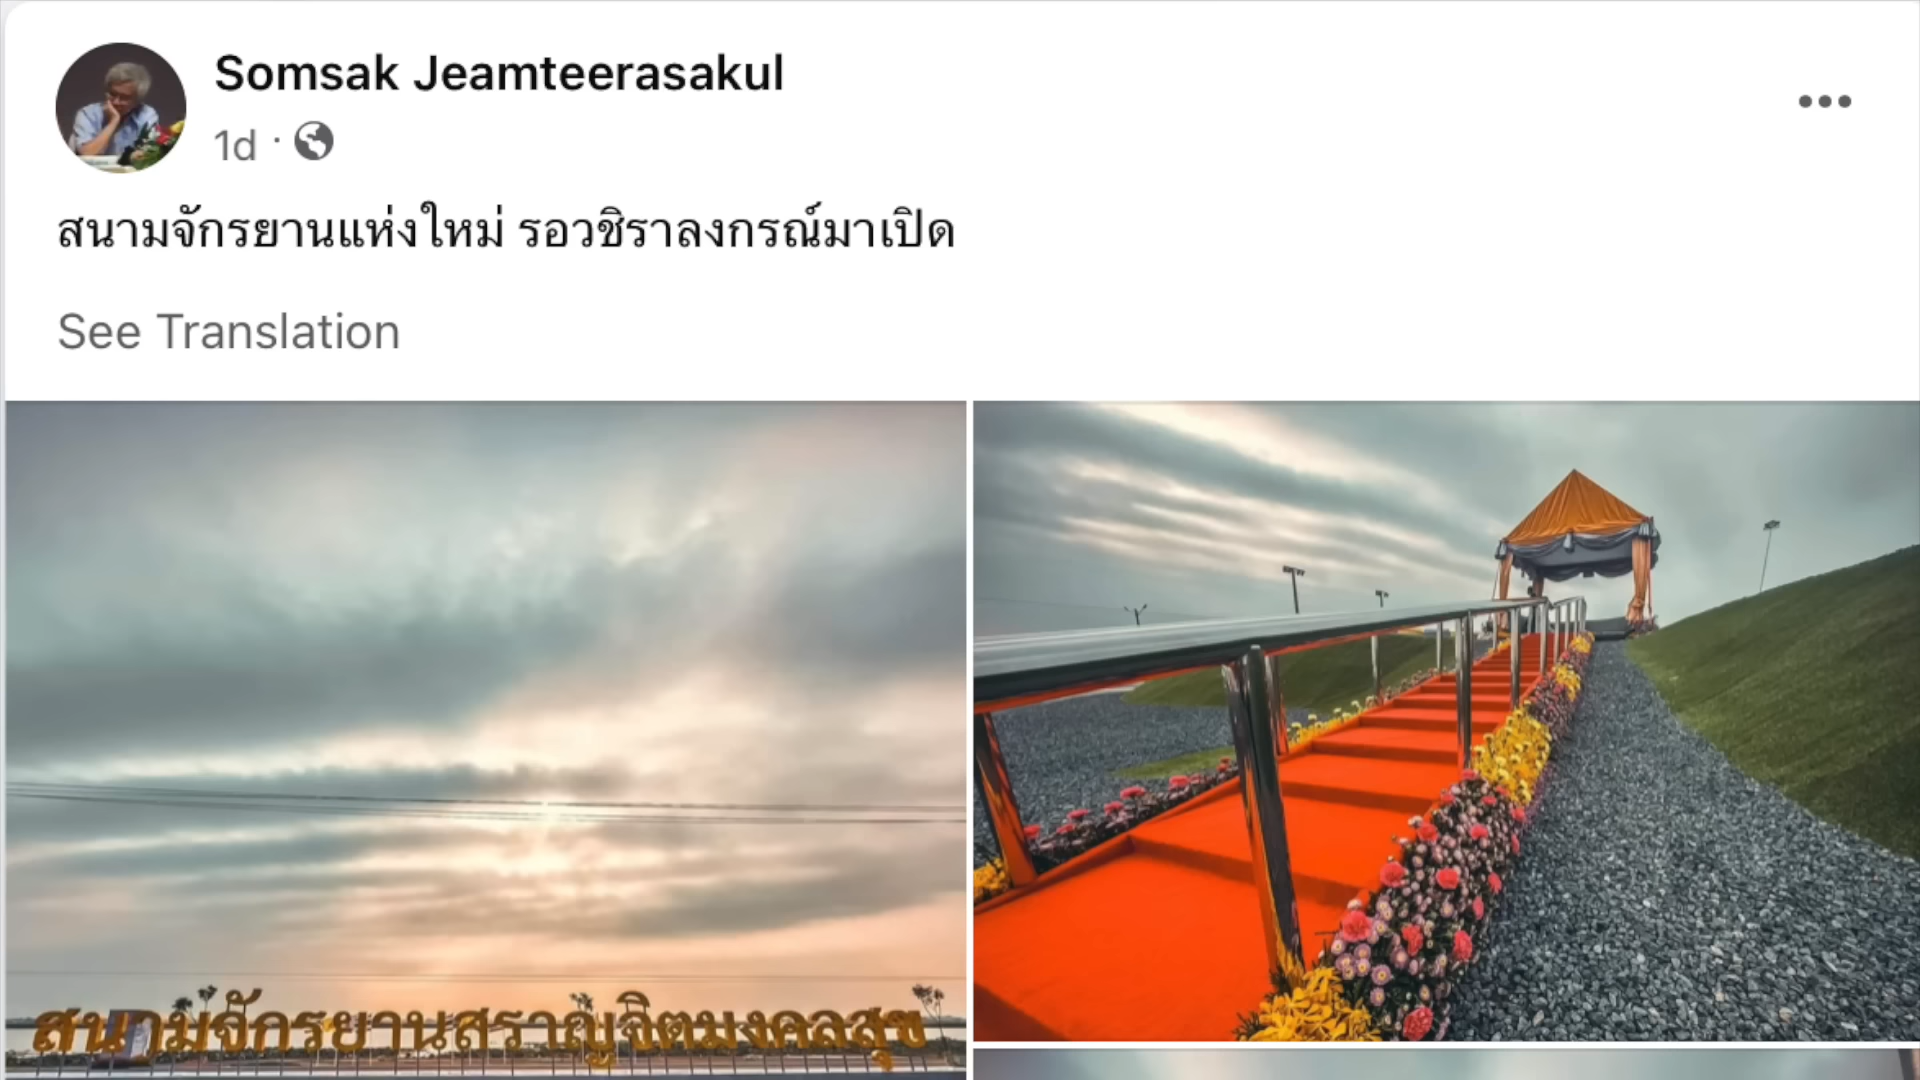 Somsak Jeamteerasakul
1d ·
สนามจักรยานแห่งใหม่ รอวชิราลงกรณ์มาเปิด
See Translation
สนามจักรยานสราญจิตมงคลสุข